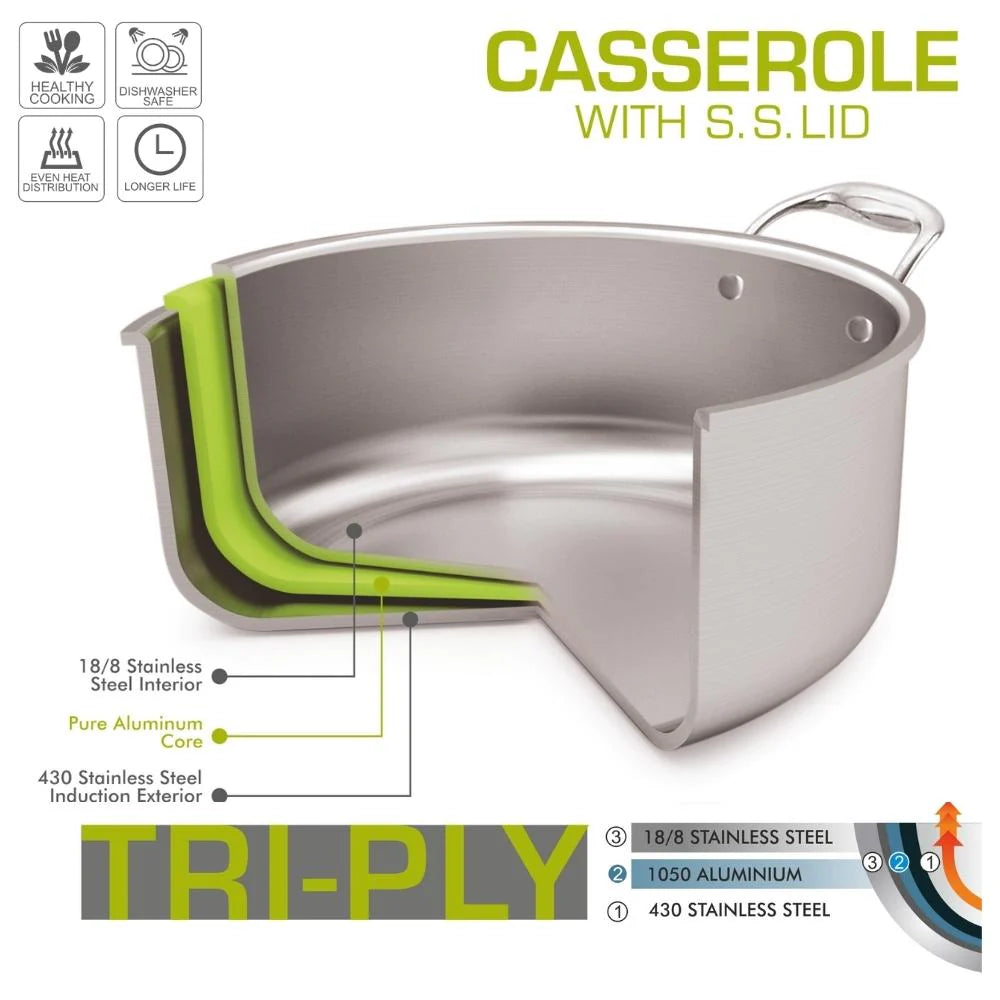 HEALTHY
COOKING
DISHWASHER
SAFE
EVEN HEAT
DISTRIBUTION
LONGER LIFE
CASSEROLE
WITH S.S.LID
18/8 Stainless
Steel Interior
Pure Aluminum
Core
430 Stainless Steel
Induction Exterior
TRI-PLY
3 18/8 STAINLESS STEEL
2 1050 ALUMINIUM
1 430 STAINLESS STEEL
3 2 1